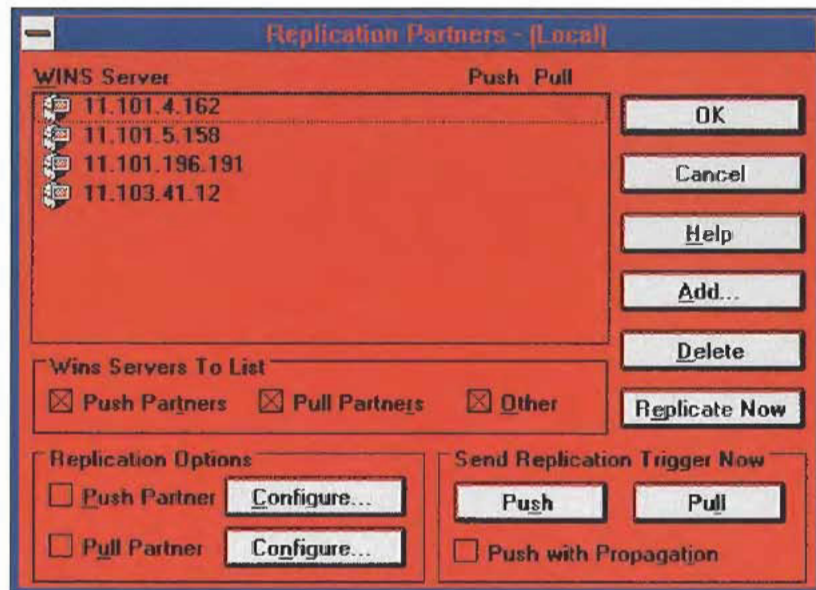 Replication Partners - (Local)
WINS Server Push Pull
11.101.4.162
11.101.5.158
11.101.196.191
11.103.41.12
OK
Cancel
Help
Add...
Delete
Replicate Now
Wins Servers To List
Push Partners Pull Partners Other
Replication Options
Push Partner Configure...
Pull Partner Configure...
Send Replication Trigger Now
Push Pull
Push with Propagation